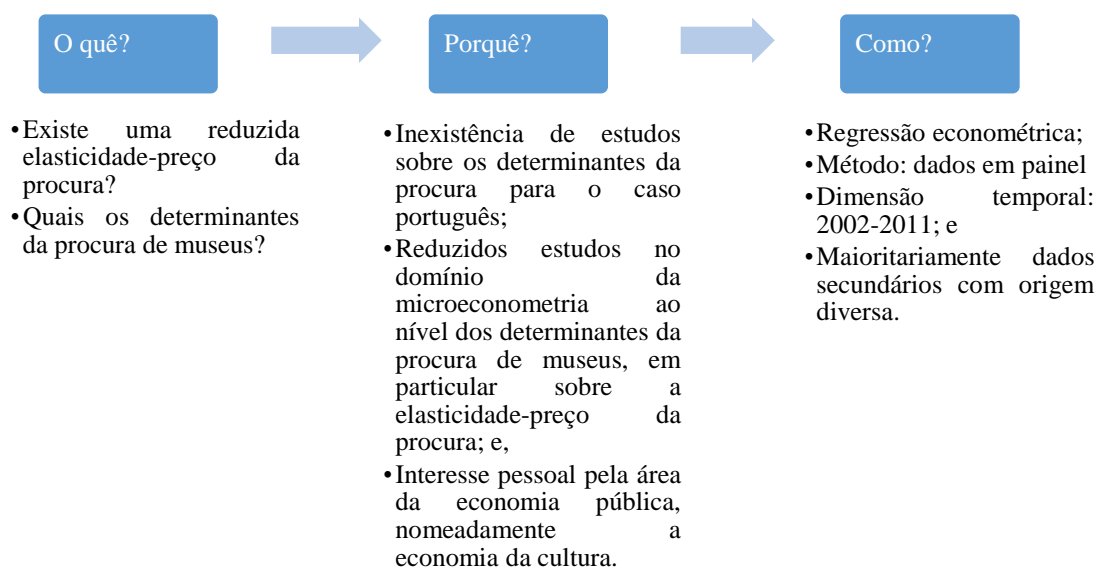 O quê?
•Existe uma reduzida
elasticidade-preço da
procura?
•Quais os determinantes
da procura de museus?
Porquê?
•Inexistência de estudos
sobre os determinantes da
procura para o caso
português;
•Reduzidos estudos no
domínio da
microeconometria ao
nível dos determinantes da
procura de museus, em
particular sobre a
elasticidade-preço da
procura; e,
•Interesse pessoal pela área
da economia pública,
nomeadamente a
economia da cultura.
Como?
•Regressão econométrica;
•Método: dados em painel
•Dimensão temporal:
2002-2011; e
•Maioritariamente dados
secundários com origem
diversa.